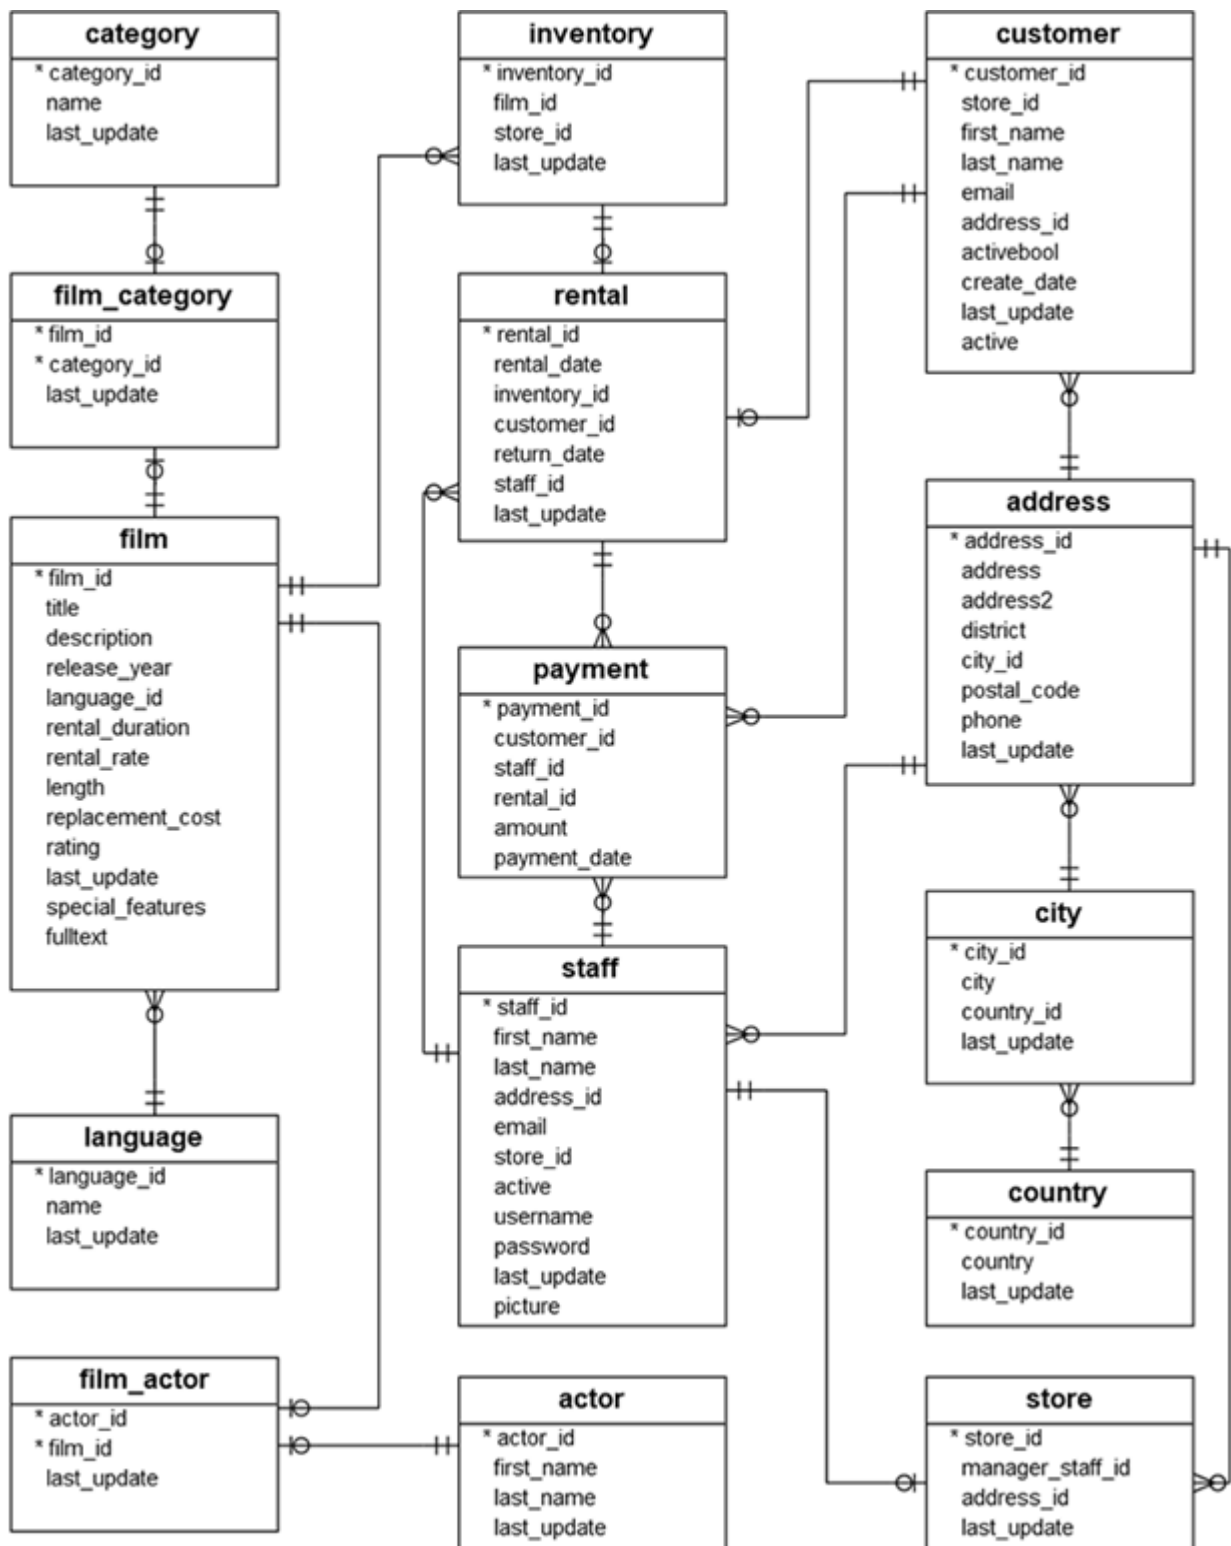 category
* category_id
name
last_update
film_category
* film_id
* category_id
last_update
film
* film_id
title
description
release_year
language_id
rental_duration
rental_rate
length
replacement_cost
rating
last_update
special_features
fulltext
language
* language_id
name
last_update
film_actor
* actor_id
* film_id
last_update
inventory
* inventory_id
film_id
store_id
last_update
rental
* rental_id
rental_date
inventory_id
customer_id
return_date
staff_id
last_update
payment
* payment_id
customer_id
staff_id
rental_id
amount
payment_date
staff
* staff_id
first_name
last_name
address_id
email
store_id
active
username
password
last_update
picture
actor
* actor_id
first_name
last_name
last_update
customer
* customer_id
store_id
first_name
last_name
email
address_id
activebool
create_date
last_update
active
address
* address_id
address
address2
district
city_id
postal_code
phone
last_update
city
* city_id
city
country_id
last_update
country
* country_id
country
last_update
store
* store_id
manager_staff_id
address_id
last_update